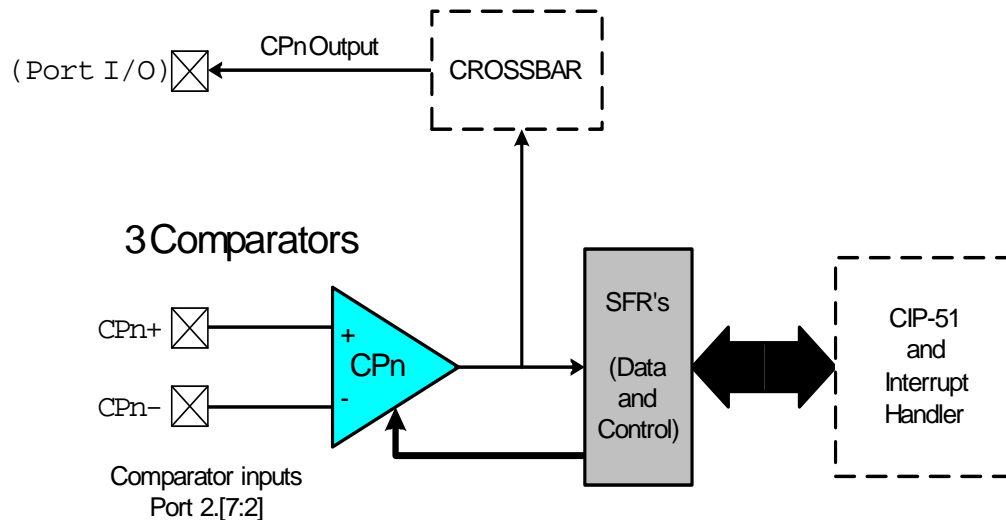 CPn Output
(Port I/O)
CROSSBAR
3 Comparators
CPn+
+
CPn
CPn-
-
SFR's
(Data
and
Control)
CIP-51
and
Interrupt
Handler
Comparator inputs
Port 2.[7:2]